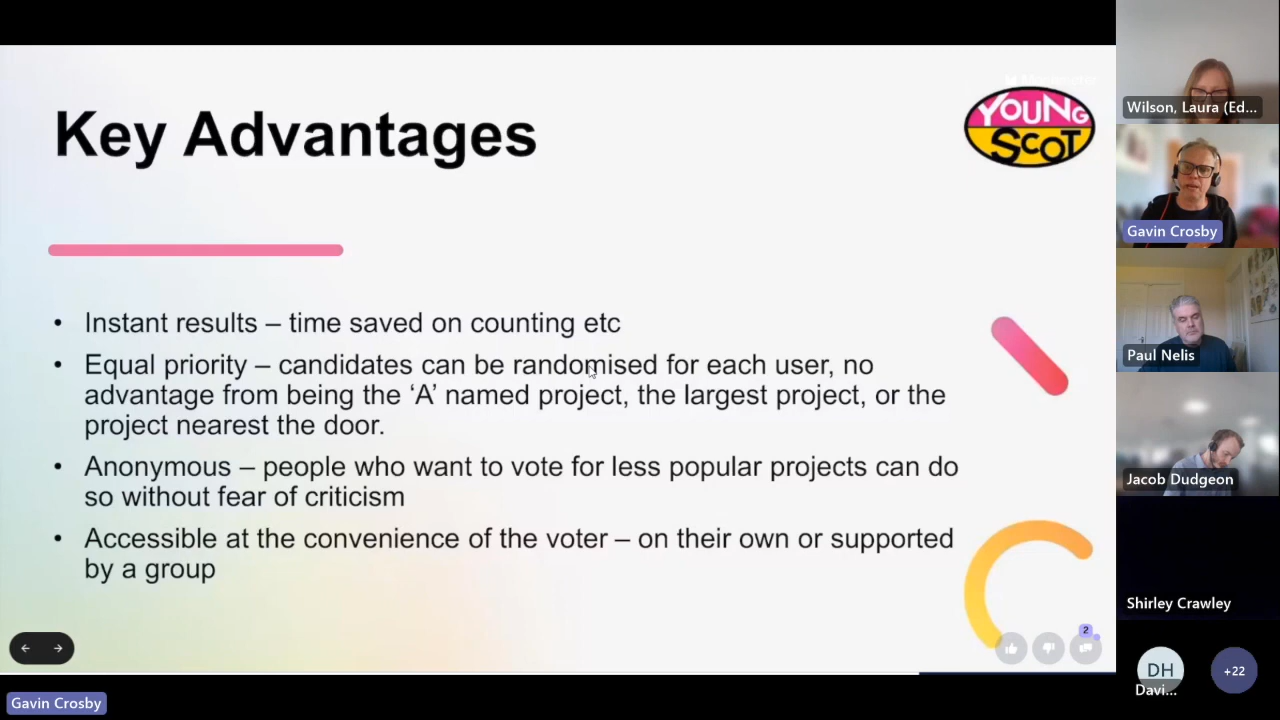 Key Advantages
YOUNG
SCOT
• Instant results – time saved on counting etc
• Equal priority – candidates can be randomised for each user, no
advantage from being the ‘A’ named project, the largest project, or the
project nearest the door.
• Anonymous – people who want to vote for less popular projects can do
so without fear of criticism
• Accessible at the convenience of the voter – on their own or supported
by a group
2
Gavin Crosby
Wilson, Laura (Ed...
Gavin Crosby
Paul Nelis
Jacob Dudgeon
Shirley Crawley
DH
Davi...
+22